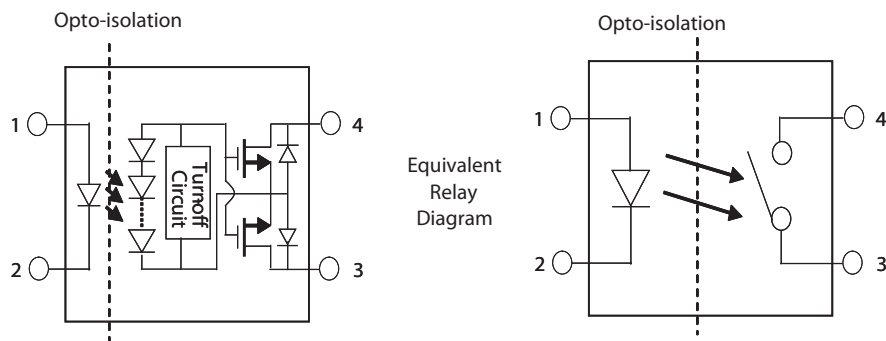 Opto-isolation
1
2
Turnoff
Circuit
4
3
Equivalent
Relay
Diagram
Opto-isolation
1
2
4
3